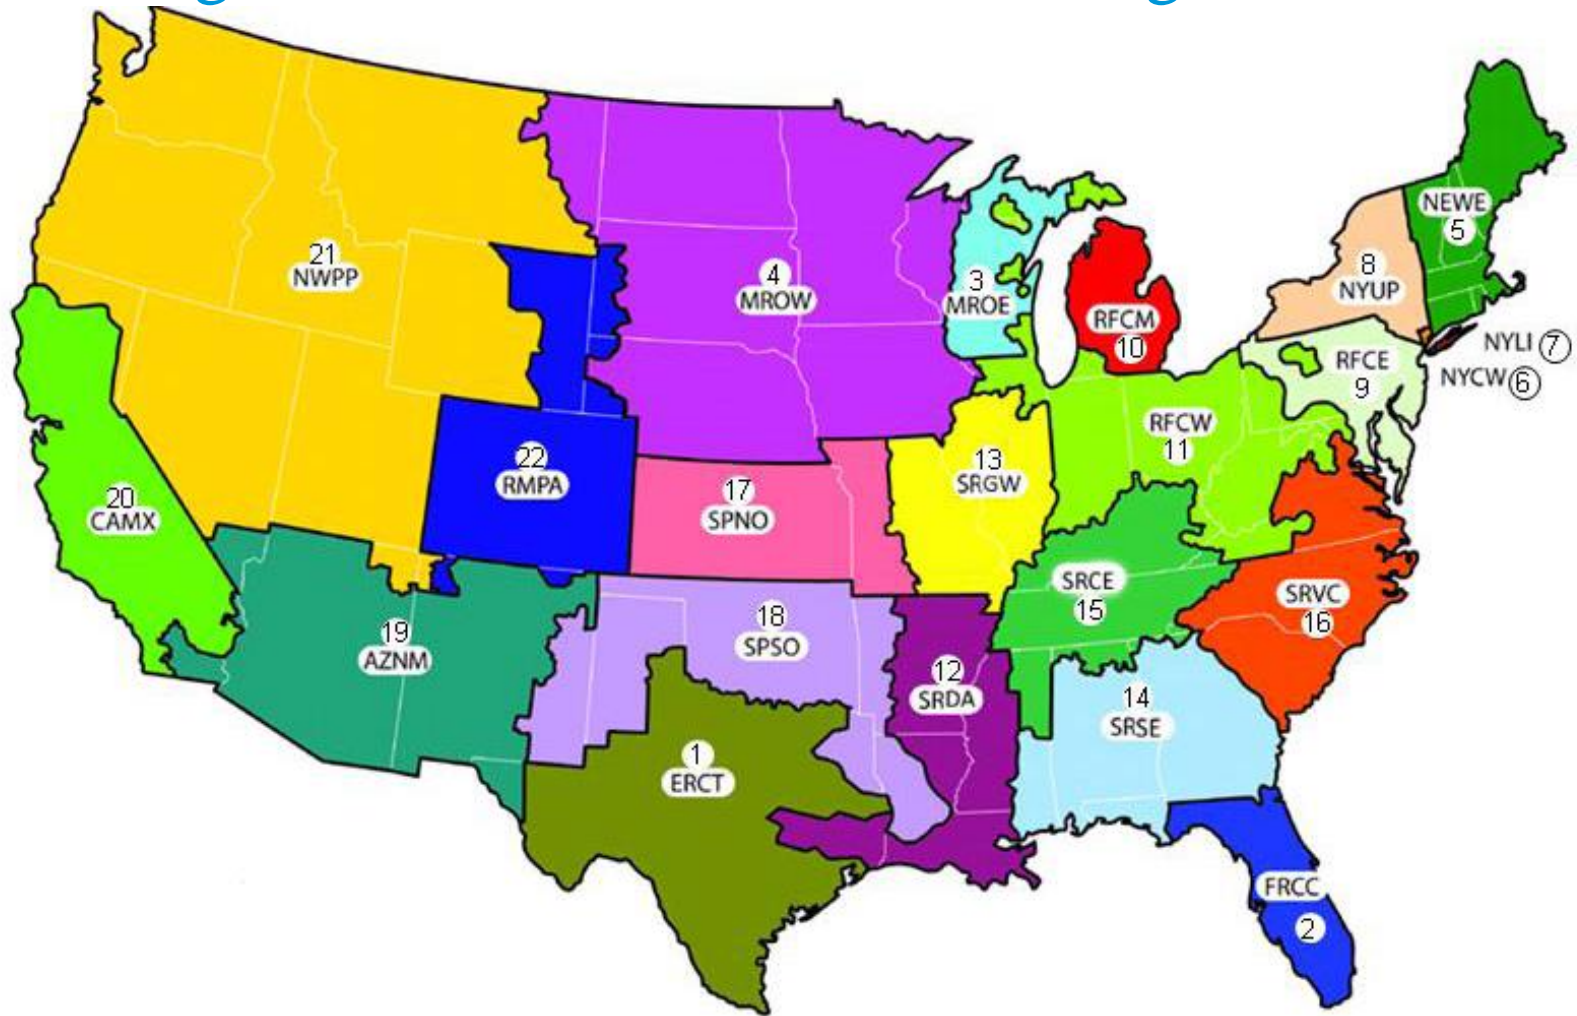 21
NWPP
4
MROW
3
MROE
RFCM
10
NEWE
5
8
NYUP
NYLI 7
NYCW 6
RFCE
9
RFCW
11
22
RMPA
20
CAMX
17
SPNO
13
SRGW
SRCE
15
SRVC
16
19
AZNM
18
SPSO
12
SRDA
14
SRSE
1
ERCT
FRCC
2